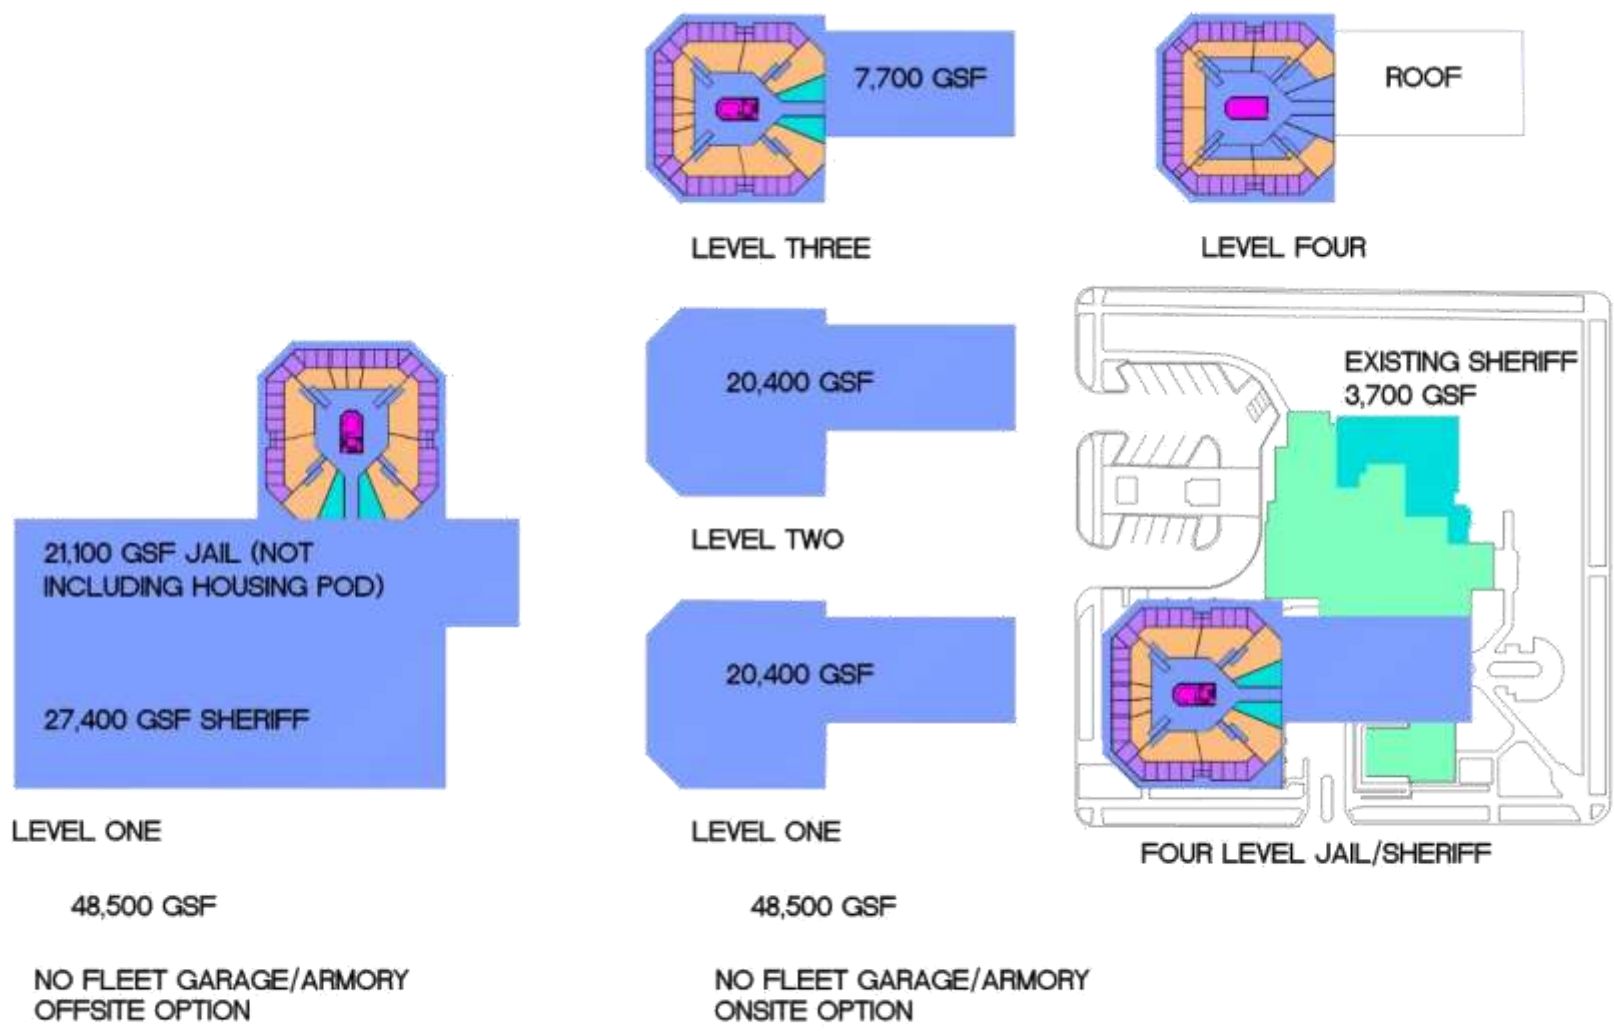 7,700 GSF
ROOF
LEVEL THREE
LEVEL FOUR
20,400 GSF
EXISTING SHERIFF
3,700 GSF
LEVEL TWO
21,100 GSF JAIL (NOT
INCLUDING HOUSING POD)
27,400 GSF SHERIFF
20,400 GSF
LEVEL ONE
LEVEL ONE
FOUR LEVEL JAIL/SHERIFF
48,500 GSF
48,500 GSF
NO FLEET GARAGE/ARMORY
OFFSITE OPTION
NO FLEET GARAGE/ARMORY
ONSITE OPTION